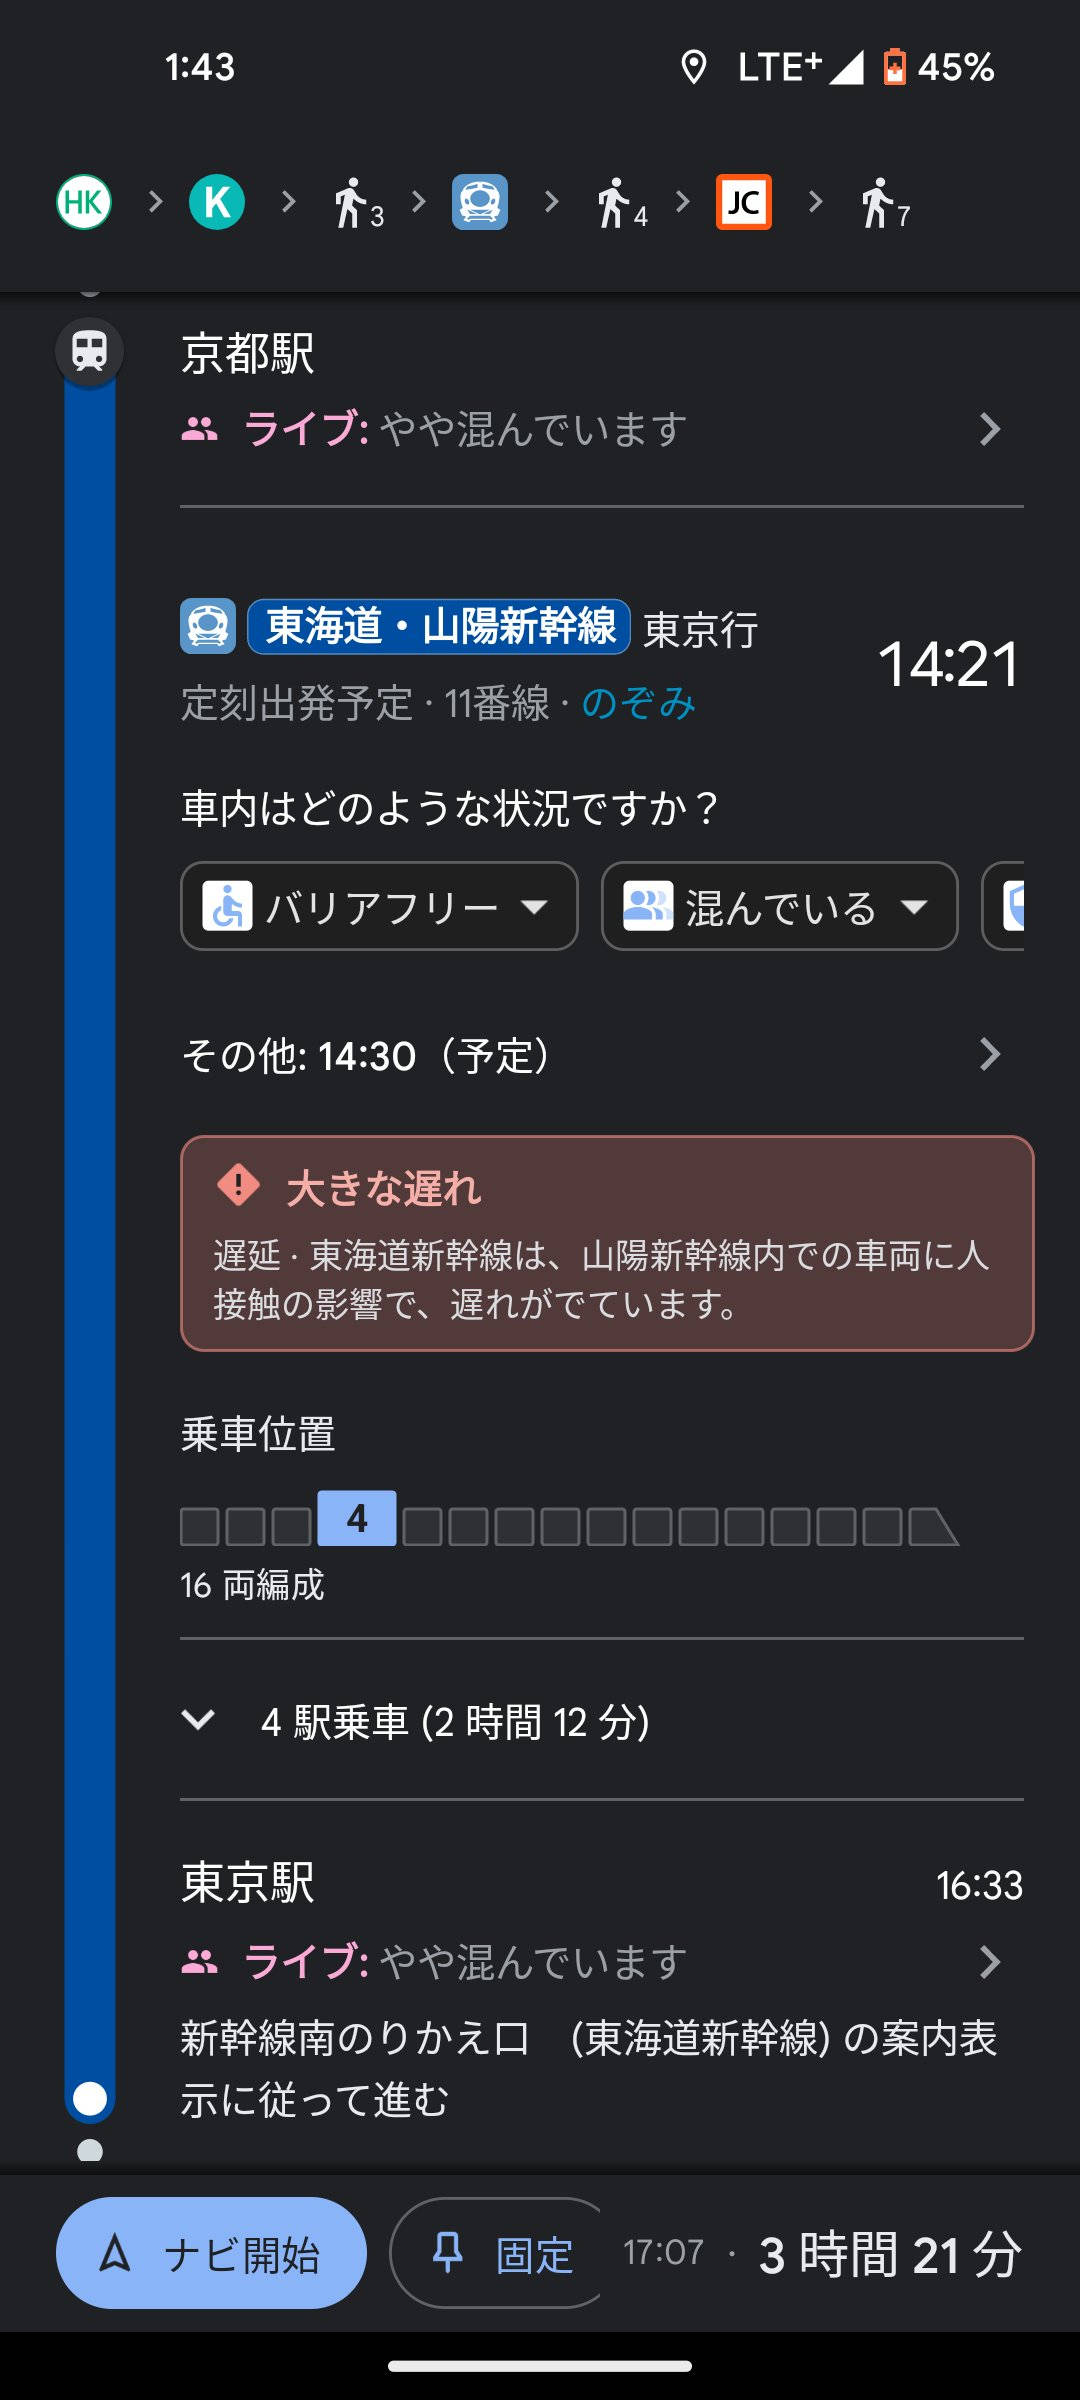 1:43 LTE+ 45%
HK K 3 4 JC 7
京都駅
ライブ: やや混んでいます
東海道・山陽新幹線 東京行
14:21
定刻出発予定 · 11番線 · のぞみ
車内はどのような状況ですか？
バリアフリー 混んでいる
その他: 14:30（予定）
大きな遅れ
遅延 · 東海道新幹線は、山陽新幹線内での車両に人
接触の影響で、遅れがでています。
乗車位置
4
16 両編成
4 駅乗車 (2 時間 12 分)
東京駅 16:33
ライブ: やや混んでいます
新幹線南のりかえ口　(東海道新幹線) の案内表
示に従って進む
ナビ開始 固定 17:07 · 3 時間 21 分